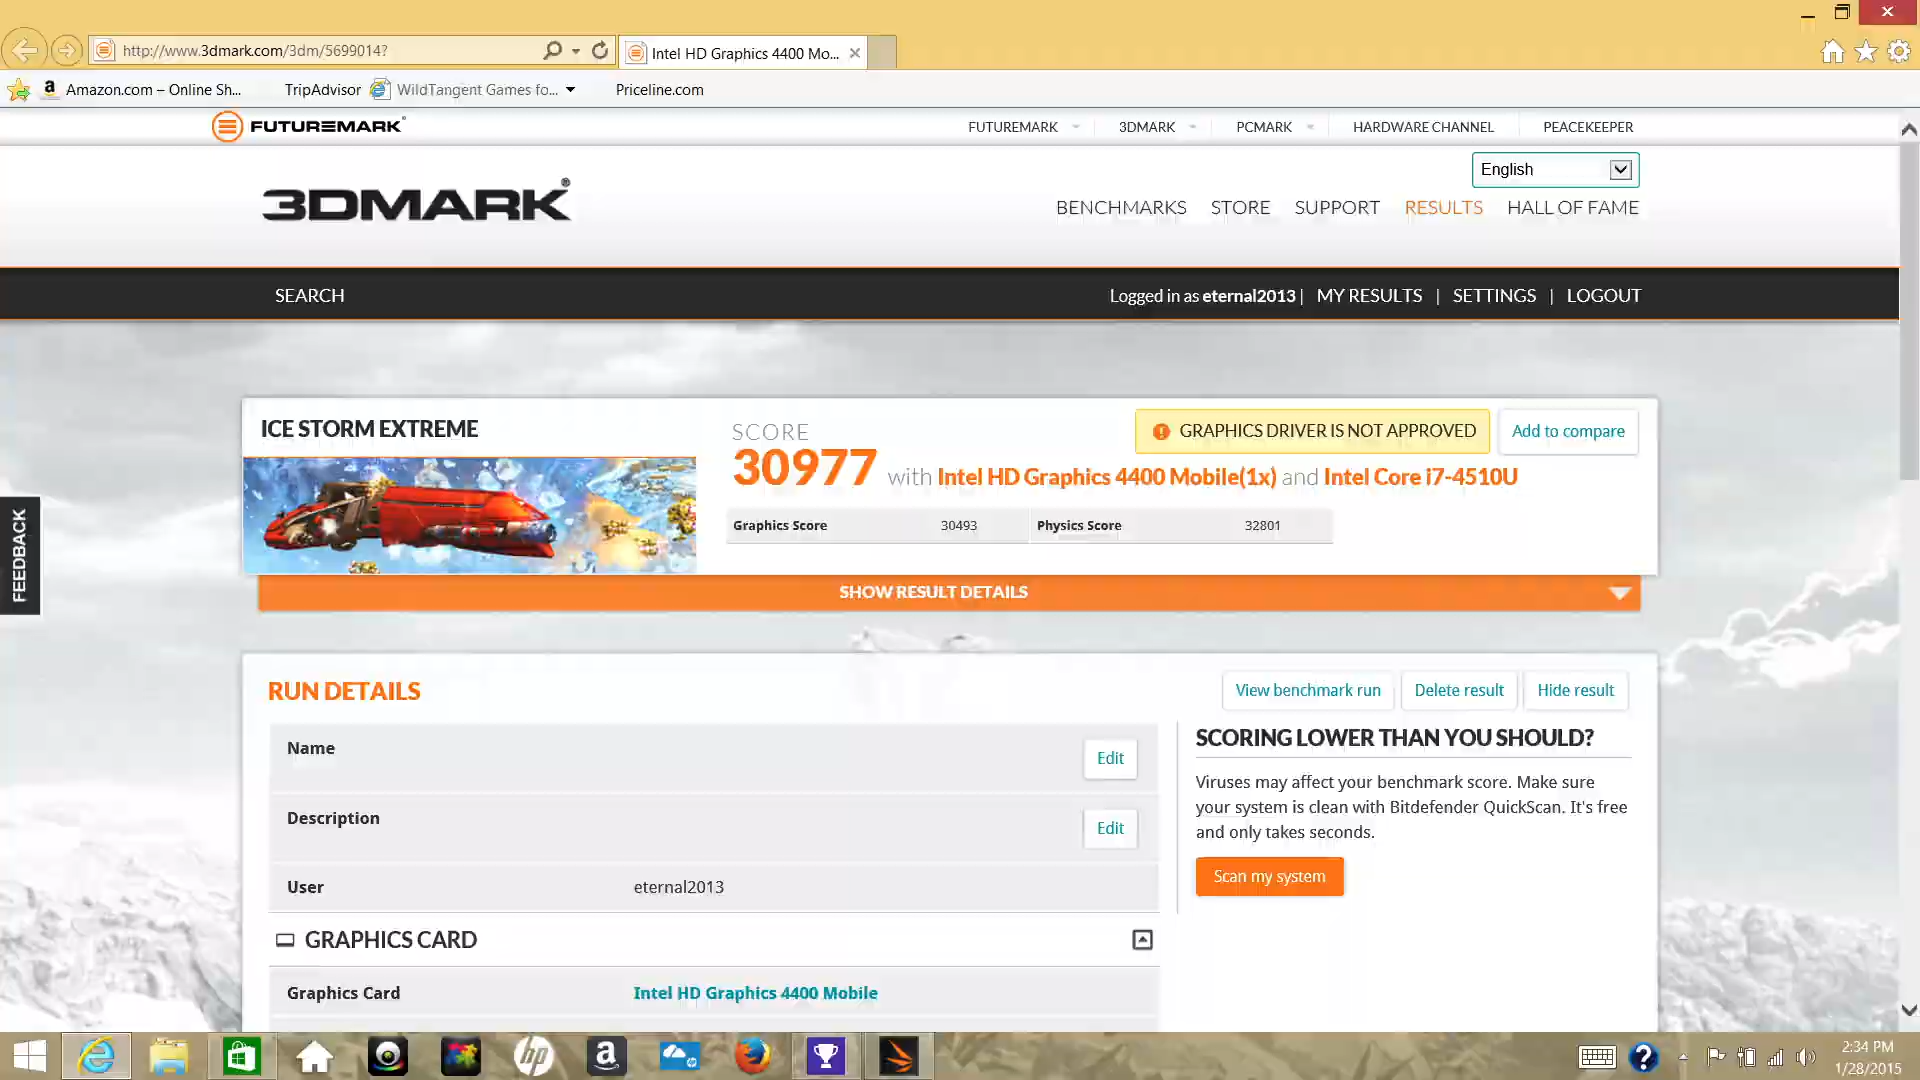 http://www.3dmark.com/3dm/5699014?
Intel HD Graphics 4400 Mo...
Amazon.com – Online Sh...
TripAdvisor
WildTangent Games fo...
Priceline.com
FUTUREMARK
FUTUREMARK
3DMARK
PCMARK
HARDWARE CHANNEL
PEACEKEEPER
English
3DMARK®
BENCHMARKS STORE SUPPORT RESULTS HALL OF FAME
SEARCH
Logged in as eternal2013 | MY RESULTS | SETTINGS | LOGOUT
ICE STORM EXTREME
SCORE
GRAPHICS DRIVER IS NOT APPROVED
Add to compare
30977 with Intel HD Graphics 4400 Mobile(1x) and Intel Core i7-4510U
Graphics Score 30493 Physics Score 32801
FEEDBACK
SHOW RESULT DETAILS
RUN DETAILS
View benchmark run
Delete result
Hide result
Name
Edit
Description
Edit
User eternal2013
SCORING LOWER THAN YOU SHOULD?
Viruses may affect your benchmark score. Make sure
your system is clean with Bitdefender QuickScan. It's free
and only takes seconds.
Scan my system
GRAPHICS CARD
Graphics Card Intel HD Graphics 4400 Mobile
hp
a
hp
?
2:34 PM
1/28/2015